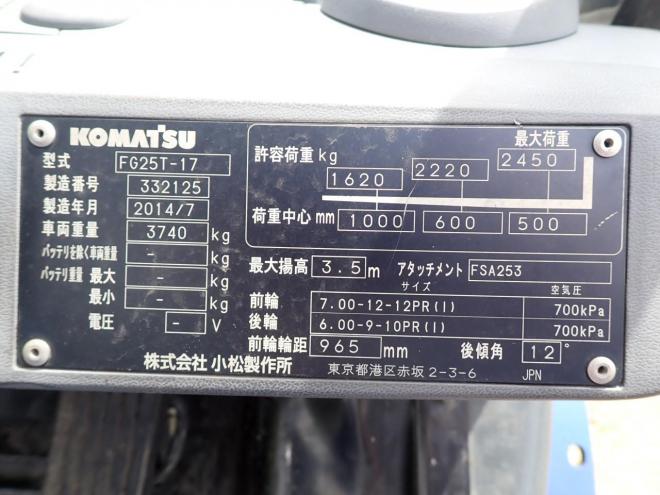 KOMATSU
型式 FG25T-17
製造番号 332125
製造年月 2014/7
車両重量 3740 kg
バッテリを除く車両重量 - kg
バッテリ重量 最大 - kg
最小 - kg
電圧 - V
株式会社 小松製作所
最大荷重
許容荷重 kg 1620 2220 2450
荷重中心 mm 1000 600 500
最大揚高 3.5 m アタッチメント FSA253
サイズ 空気圧
前輪 7.00-12-12PR(I) 700kPa
後輪 6.00-9-10PR(I) 700kPa
前輪輪距 965 mm 後傾角 12°
東京都港区赤坂 2-3-6 JPN